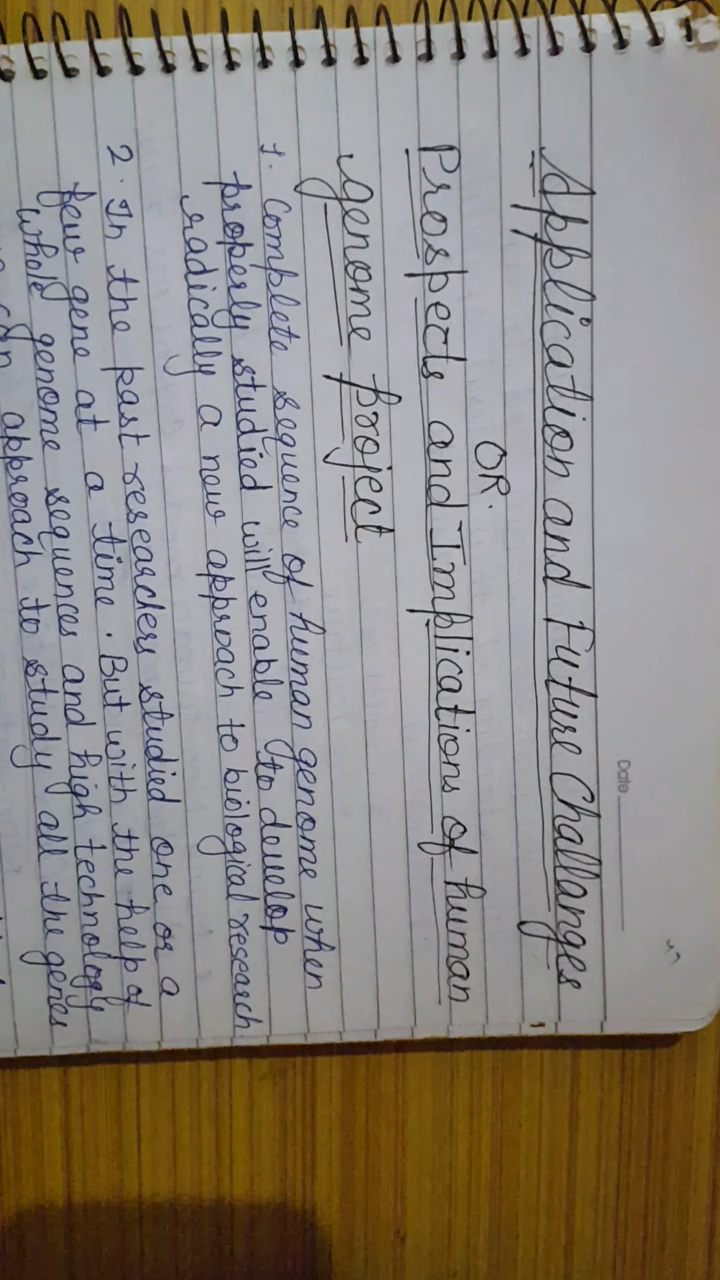 Date
Application and Future Challanges
OR.
Prospects and Implications of human
genome project
1. Complete sequence of human genome when
properly studied will enable to develop
radically a new approach to biological research
2. In the past researchers studied one or a
few gene at a time. But with the help of
whole genome sequences and high technology
can approach to study all the genes